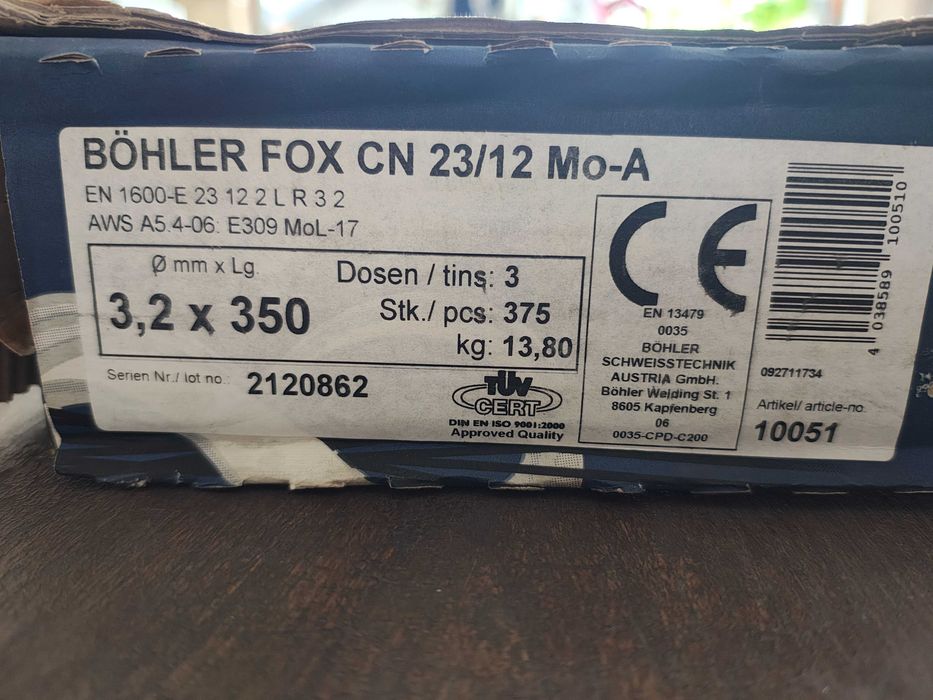 BÖHLER FOX CN 23/12 Mo-A
EN 1600-E 23 12 2 L R 3 2
AWS A5.4-06: E309 MoL-17
Ø mm x Lg.
3,2 x 350
Dosen / tins: 3
Stk./ pcs: 375
kg: 13,80
Serien Nr./ lot no.: 2120862
TÜV
CERT
DIN EN ISO 9001:2000
Approved Quality
CE
EN 13479
0035
BÖHLER
SCHWEISSTECHNIK
AUSTRIA GmbH.
Böhler Welding St. 1
8605 Kapfenberg
06
0035-CPD-C200
4 038589 100510
092711734
Artikel/ article-no.
10051